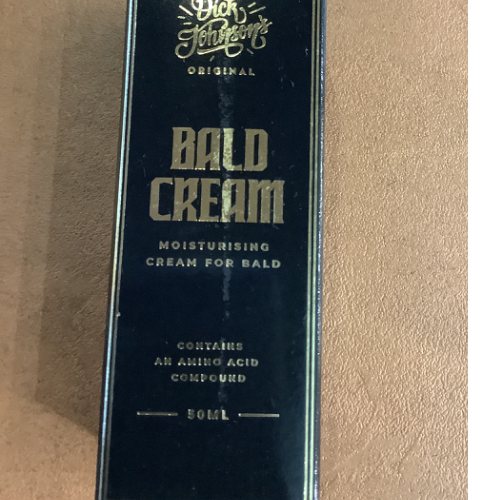 Dick
Johnson's
ORIGINAL
BALD
CREAM
MOISTURISING
CREAM FOR BALD
CONTAINS
AN AMINO ACID
COMPOUND
50ML